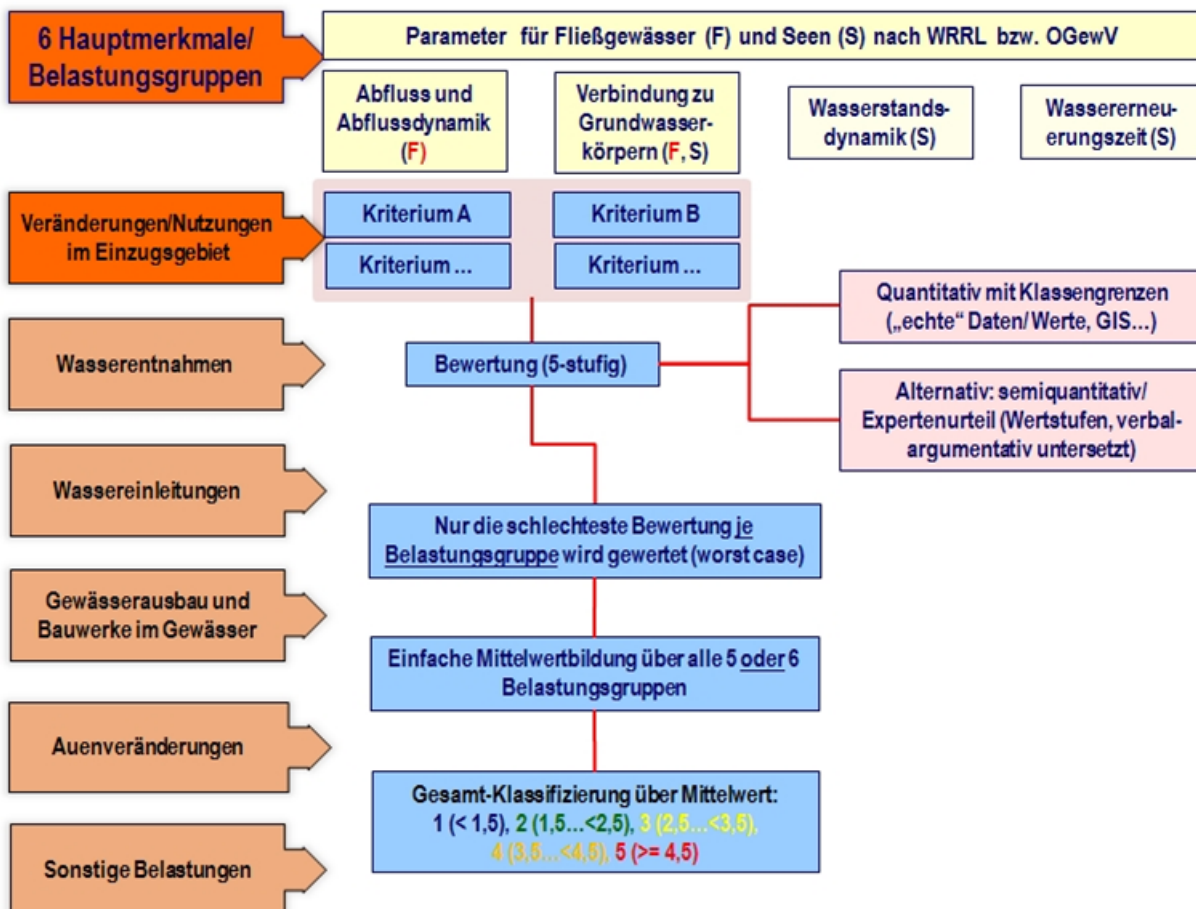 6 Hauptmerkmale/
Belastungsgruppen
Parameter für Fließgewässer (F) und Seen (S) nach WRRL bzw. OGewV
Abfluss und
Abflussdynamik
(F)
Verbindung zu
Grundwasser-
körpern (F, S)
Wasserstands-
dynamik (S)
Wassererneu-
erungszeit (S)
Veränderungen/Nutzungen
im Einzugsgebiet
Kriterium A
Kriterium B
Kriterium ...
Kriterium ...
Quantitativ mit Klassengrenzen
(„echte“ Daten/ Werte, GIS...)
Wasserentnahmen
Bewertung (5-stufig)
Alternativ: semiquantitativ/
Expertenurteil (Wertstufen, verbal-
argumentativ untersetzt)
Wassereinleitungen
Nur die schlechteste Bewertung je
Belastungsgruppe wird gewertet (worst case)
Gewässerausbau und
Bauwerke im Gewässer
Einfache Mittelwertbildung über alle 5 oder 6
Belastungsgruppen
Auenveränderungen
Gesamt-Klassifizierung über Mittelwert:
1 (< 1,5), 2 (1,5...<2,5), 3 (2,5...<3,5),
4 (3,5...<4,5), 5 (>= 4,5)
Sonstige Belastungen